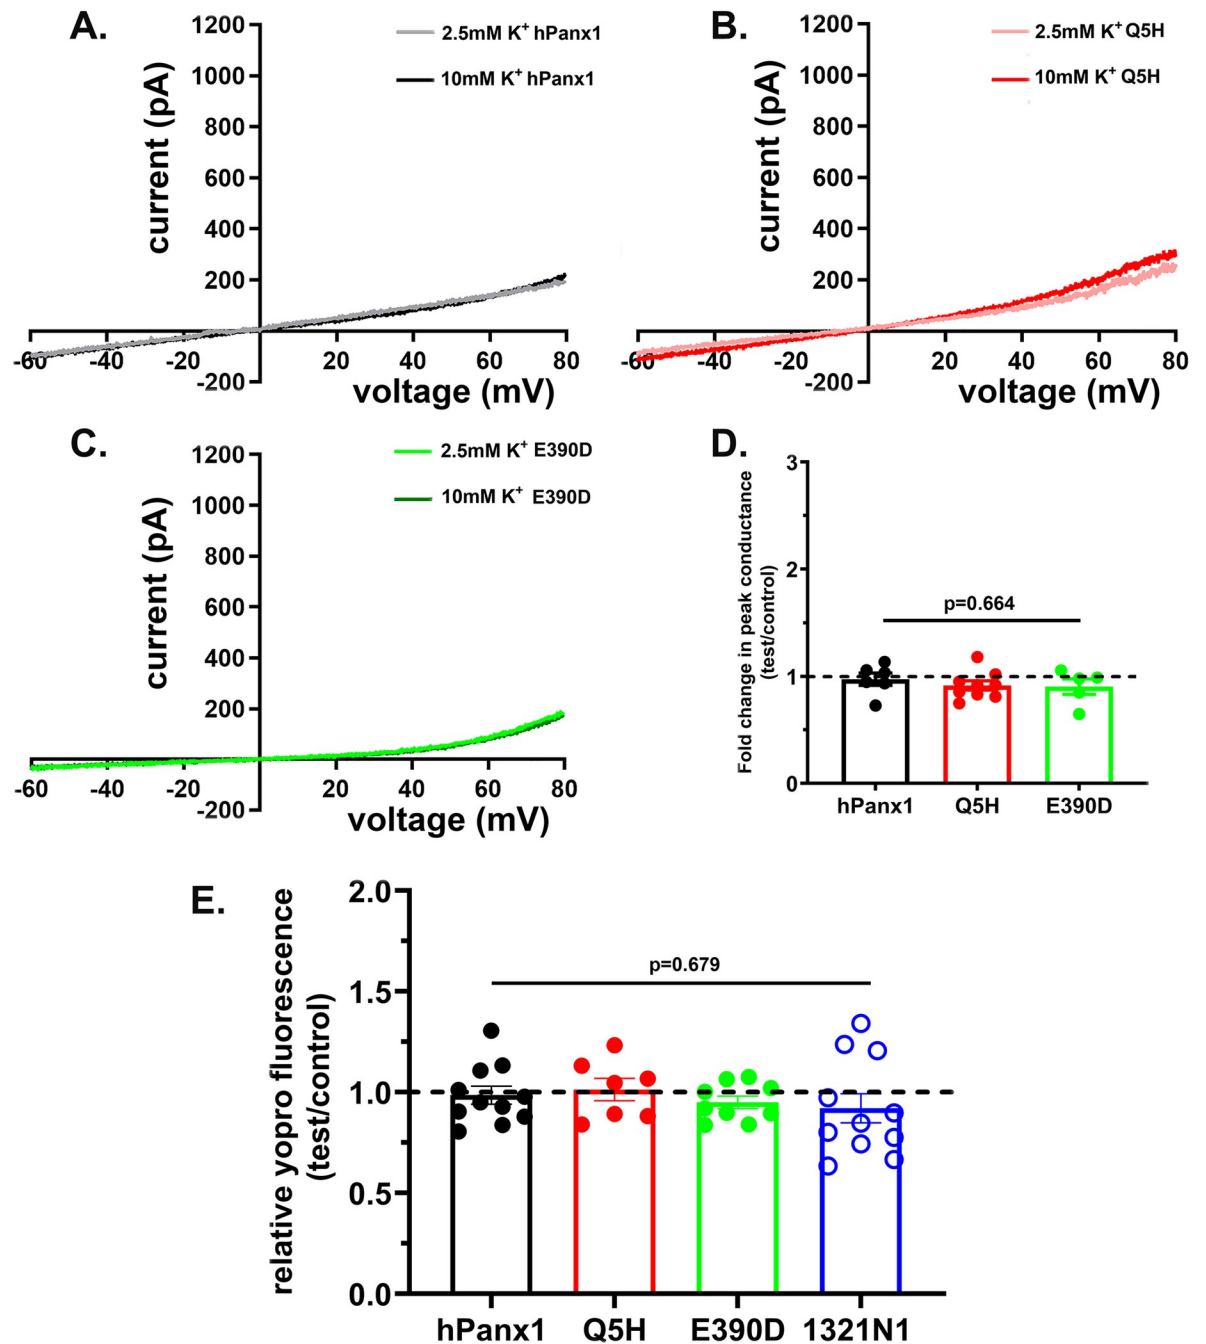 A.
1200
1000
800
600
400
200
-200
current (pA)
2.5mM K+ hPanx1
10mM K+ hPanx1
-60 -40 -20 20 40 60 80
voltage (mV)
B.
1200
1000
800
600
400
200
-200
current (pA)
2.5mM K+ Q5H
10mM K+ Q5H
-60 -40 -20 20 40 60 80
voltage (mV)
C.
1200
1000
800
600
400
200
-200
current (pA)
2.5mM K+ E390D
10mM K+ E390D
-60 -40 -20 20 40 60 80
voltage (mV)
D.
Fold change in peak conductance
(test/control)
3
2
1
0
p=0.664
hPanx1 Q5H E390D
E.
relative yopro fluorescence
(test/control)
2.0
1.5
1.0
0.5
0.0
p=0.679
hPanx1 Q5H E390D 1321N1